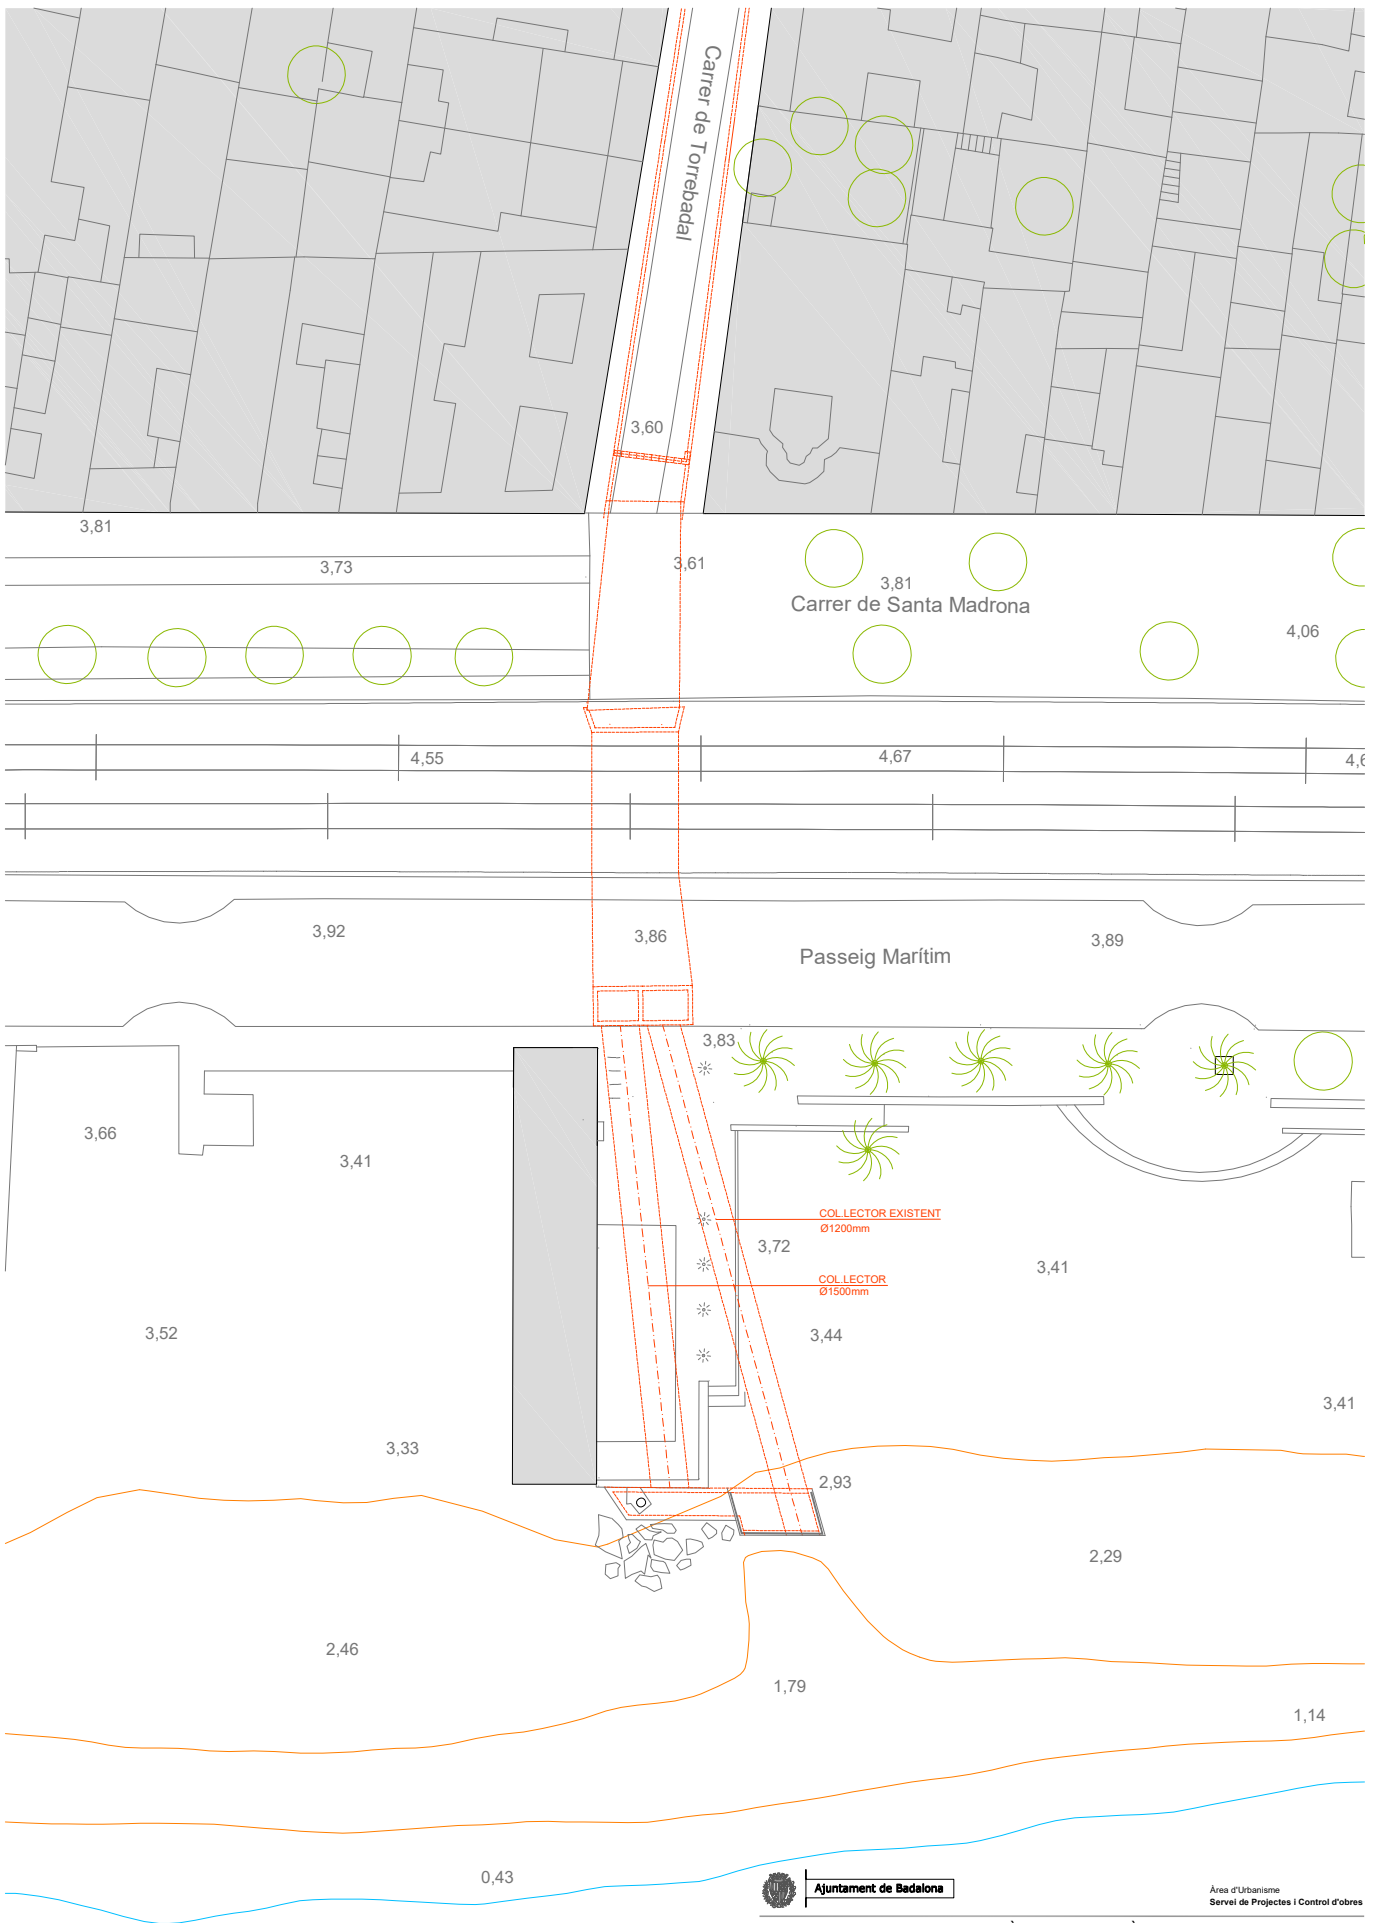 Carrer de Torrebadal
3,60
3,81
3,73
3,61
3,81
Carrer de Santa Madrona
4,06
4,55
4,67
3,92
3,86
3,89
Passeig Marítim
3,83
3,66
3,41
COL.LECTOR EXISTENT
Ø1200mm
3,72
3,41
COL.LECTOR
Ø1500mm
3,52
3,44
3,41
3,33
2,93
2,29
2,46
1,79
1,14
0,43
Ajuntament de Badalona
Àrea d'Urbanisme
Servei de Projectes i Control d'obres